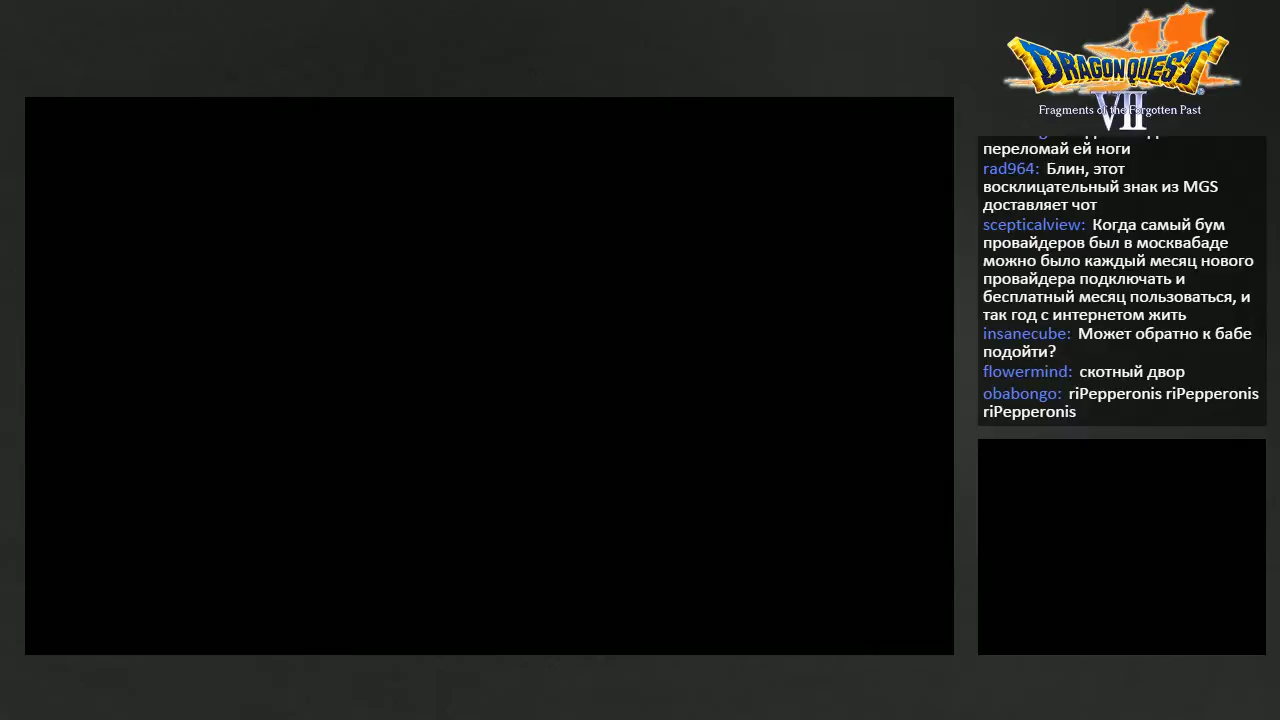 DRAGON QUEST
VII
Fragments of the Forgotten Past
переломай ей ноги
rad964: Блин, этот
восклицательный знак из MGS
доставляет чот
scepticalview: Когда самый бум
провайдеров был в москвабаде
можно было каждый месяц нового
провайдера подключать и
бесплатный месяц пользоваться, и
так год с интернетом жить
insanecube: Может обратно к бабе
подойти?
flowermind: скотный двор
obabongo: riPepperonis riPepperonis
riPepperonis